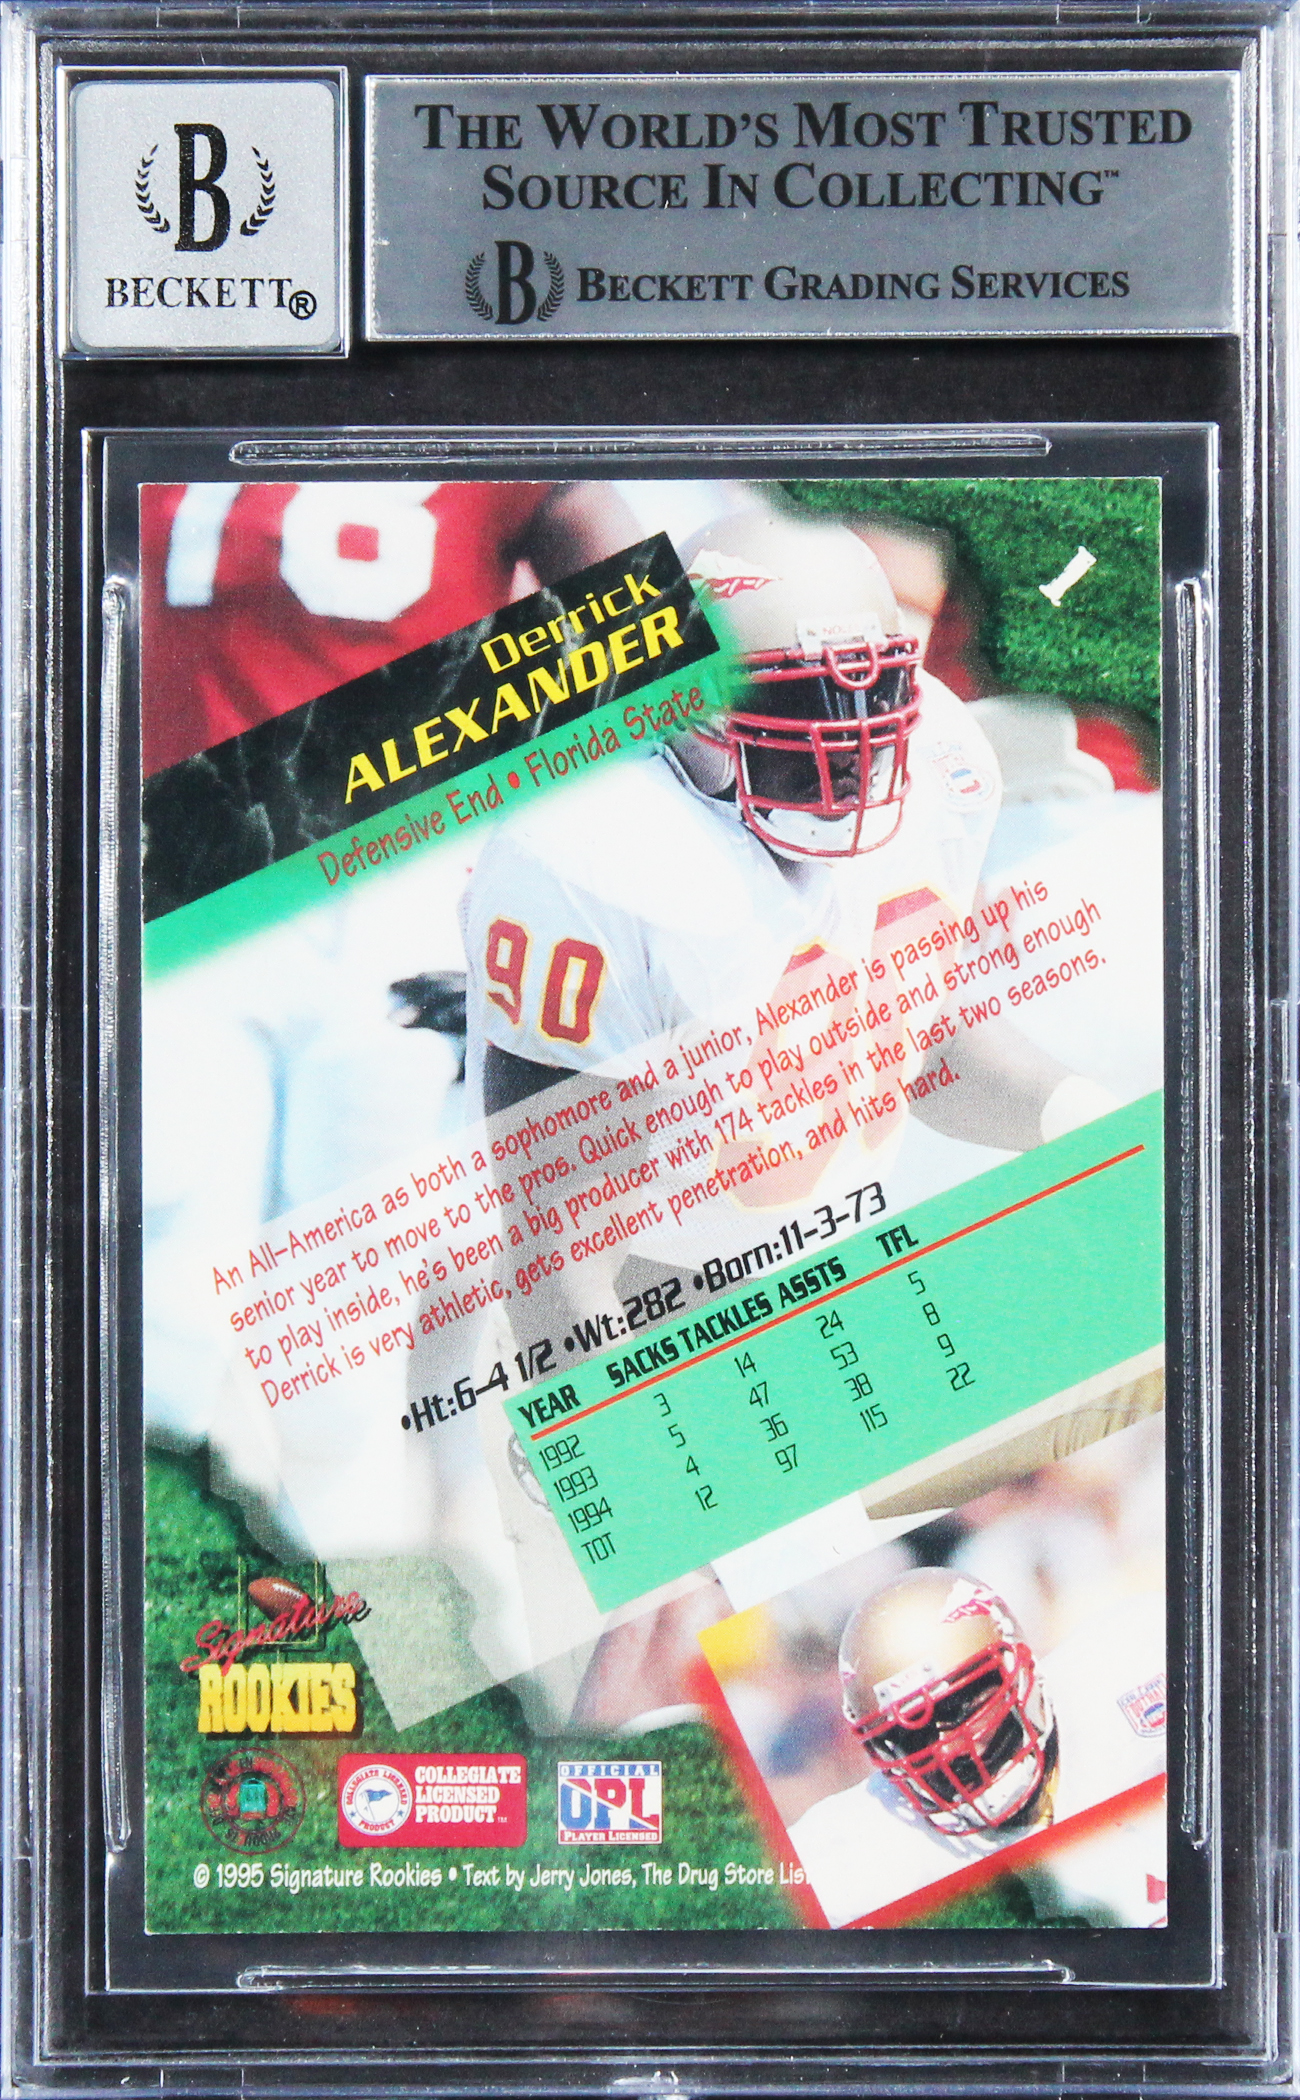 B
BECKETT®
THE WORLD'S MOST TRUSTED
SOURCE IN COLLECTING™
B BECKETT GRADING SERVICES
1
Derrick
ALEXANDER
Defensive End • Florida State
90
An All-America as both a sophomore and a junior, Alexander is passing up his
senior year to move to the pros. Quick enough to play outside and strong enough
to play inside, he's been a big producer with 174 tackles in the last two seasons.
Derrick is very athletic, gets excellent penetration, and hits hard.
•Ht:6-4 1/2 •Wt:282 •Born:11-3-73
YEAR SACKS TACKLES ASSTS TFL
1992 3 14 24 5
1993 5 47 53 8
1994 4 36 38 9
TOT 12 97 115 22
Signature
ROOKIES
COLLEGIATE LICENSED PRODUCT
COLLEGIATE
LICENSED
PRODUCT™
OFFICIAL
OPL
PLAYER LICENSED
© 1995 Signature Rookies • Text by Jerry Jones, The Drug Store List